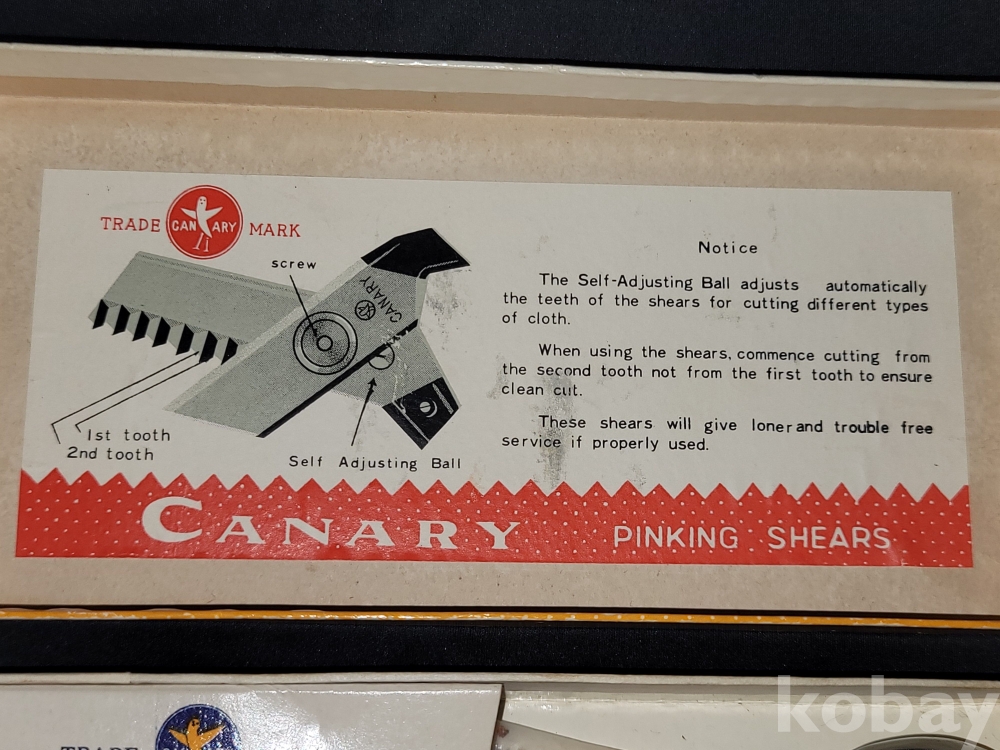 TRADE CANARY MARK
screw
CANARY
1st tooth
2nd tooth
Self Adjusting Ball
Notice
The Self-Adjusting Ball adjusts automatically
the teeth of the shears for cutting different types
of cloth.
When using the shears, commence cutting from
the second tooth not from the first tooth to ensure
clean cut.
These shears will give loner and trouble free
service if properly used.
CANARY PINKING SHEARS
TRADE
kobay